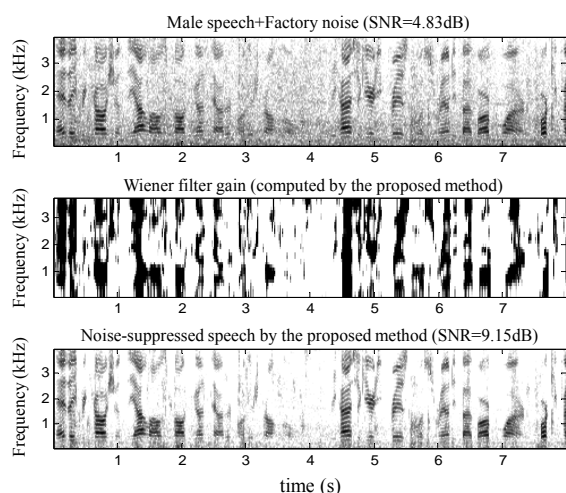 Male speech+Factory noise (SNR=4.83dB)
Frequency (kHz)
3
2
1
1 2 3 4 5 6 7
Wiener filter gain (computed by the proposed method)
Frequency (kHz)
3
2
1
1 2 3 4 5 6 7
Noise-suppressed speech by the proposed method (SNR=9.15dB)
Frequency (kHz)
3
2
1
1 2 3 4 5 6 7
time (s)